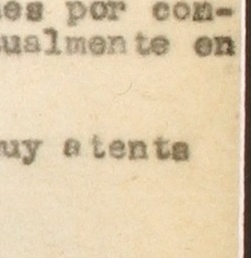 es por con-
ualmente en
uy atenta